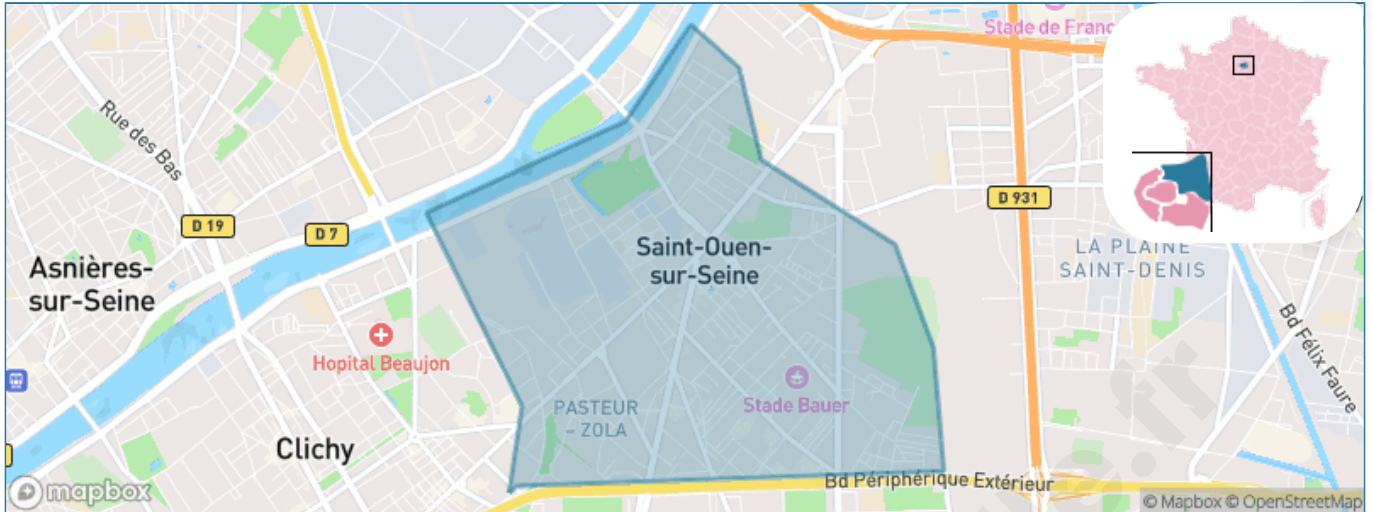 Stade de Franc
Rue des Bas
D 19
D 7
D 931
Asnières-
sur-Seine
Saint-Ouen-
sur-Seine
LA PLAINE
SAINT-DENIS
Hopital Beaujon
Bd Félix Faure
PASTEUR
– ZOLA
Stade Bauer
Clichy
Bd Périphérique Extérieur
mapbox
© Mapbox © OpenStreetMap